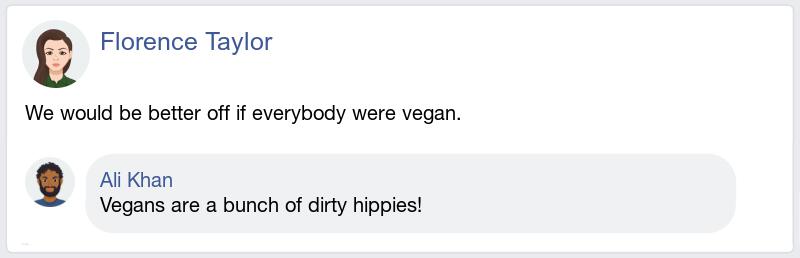 Florence Taylor
We would be better off if everybody were vegan.
Ali Khan
Vegans are a bunch of dirty hippies!